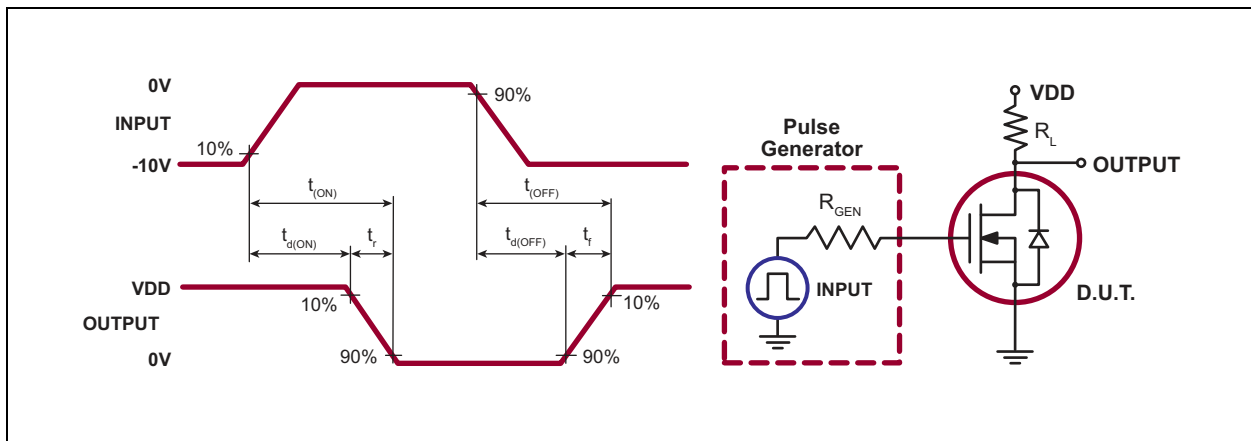 0V
INPUT
-10V
10%
90%
t(ON)
t(OFF)
td(ON)
tr
td(OFF)
tf
VDD
OUTPUT
0V
10%
90%
90%
10%
Pulse
Generator
RGEN
INPUT
VDD
RL
OUTPUT
D.U.T.